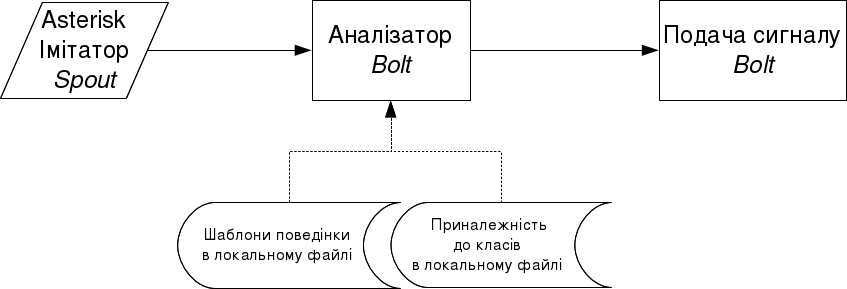 Asterisk
Імітатор
Spout
Аналізатор
Bolt
Подача сигналу
Bolt
Шаблони поведінки
в локальному файлі
Приналежність
до класів
в локальному файлі